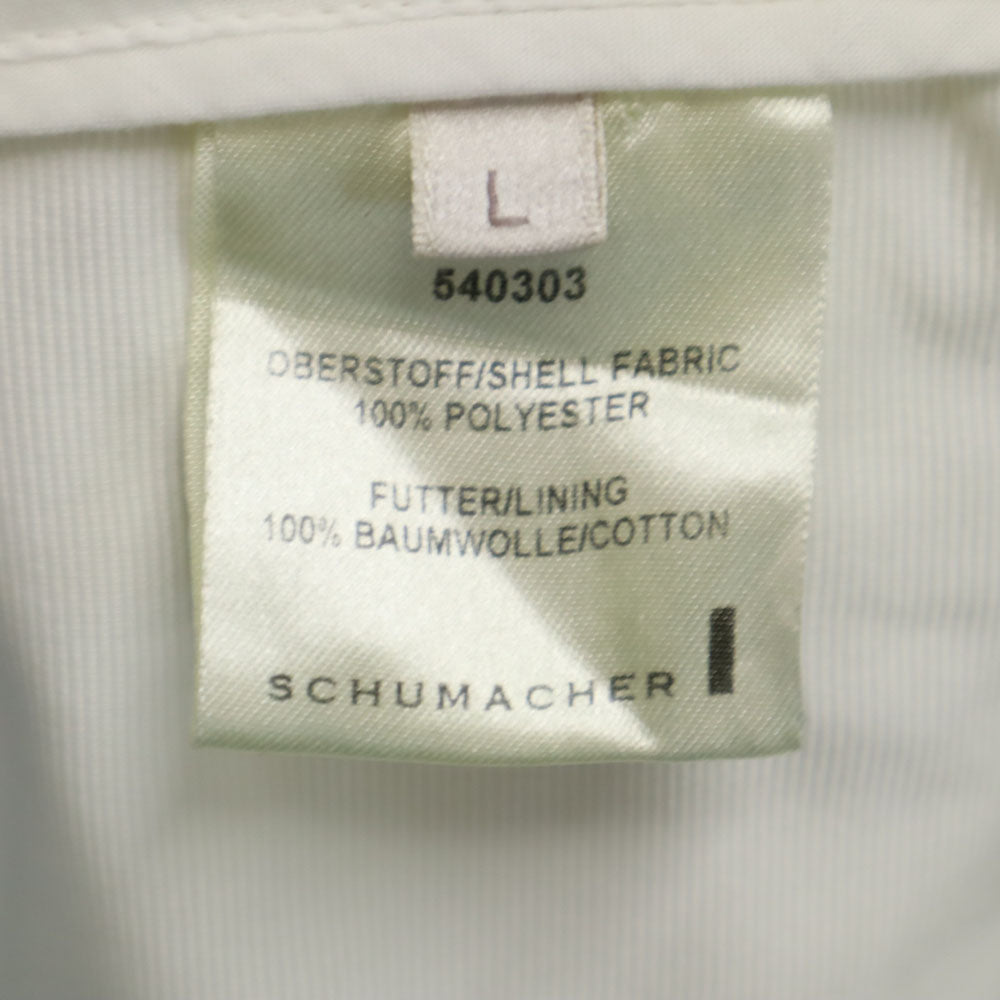 L
540303
OBERSTOFF/SHELL FABRIC
100% POLYESTER
FUTTER/LINING
100% BAUMWOLLE/COTTON
SCHUMACHER